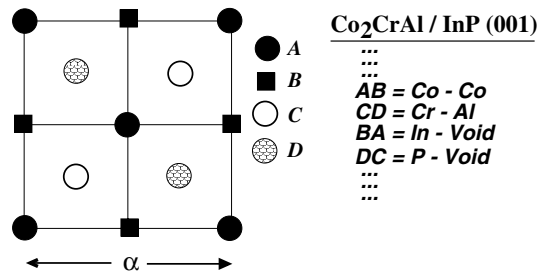 Co2CrAl / InP (001)
...
...
AB = Co - Co
CD = Cr - Al
BA = In - Void
DC = P - Void
...
...
A
B
C
D
α